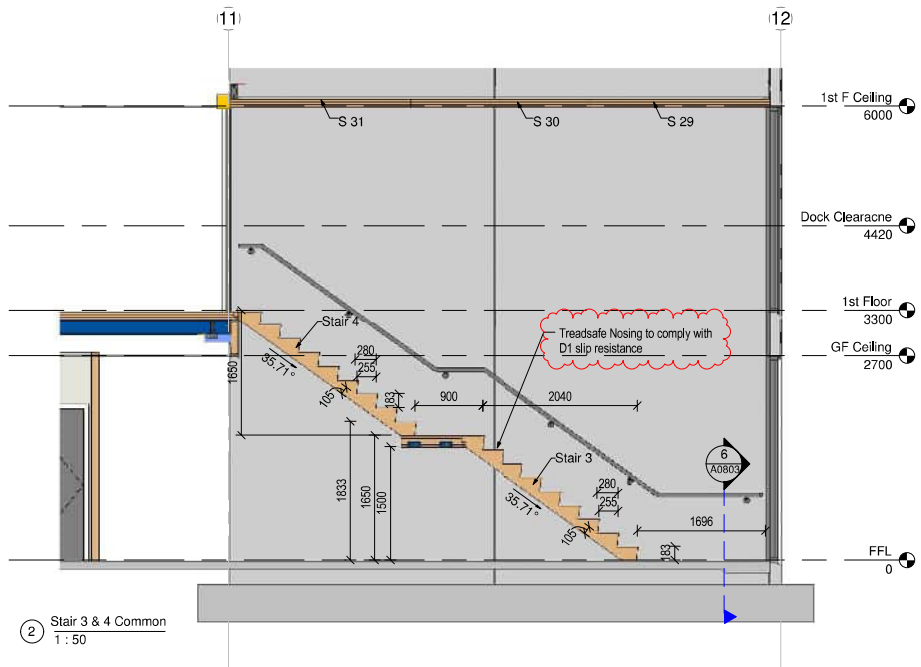 11
12
1st F Ceiling
6000
S 31
S 30
S 29
Dock Clearacne
4420
1st Floor
3300
Stair 4
Treadsafe Nosing to comply with
D1 slip resistance
GF Ceiling
2700
1650
35.71°
280
255
105
183
900
2040
6
A0803
Stair 3
1833
1650
1500
35.71°
280
255
105
183
1696
FFL
0
2
Stair 3 & 4 Common
1 : 50